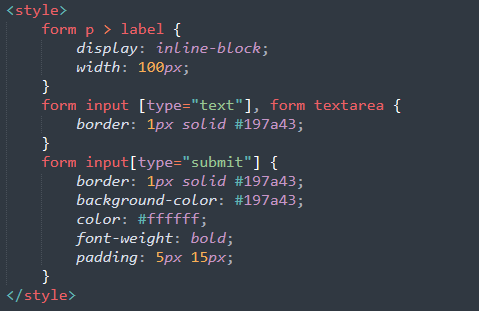 <style>
form p > label {
display: inline-block;
width: 100px;
}
form input [type="text"], form textarea {
border: 1px solid #197a43;
}
form input[type="submit"] {
border: 1px solid #197a43;
background-color: #197a43;
color: #ffffff;
font-weight: bold;
padding: 5px 15px;
}
</style>